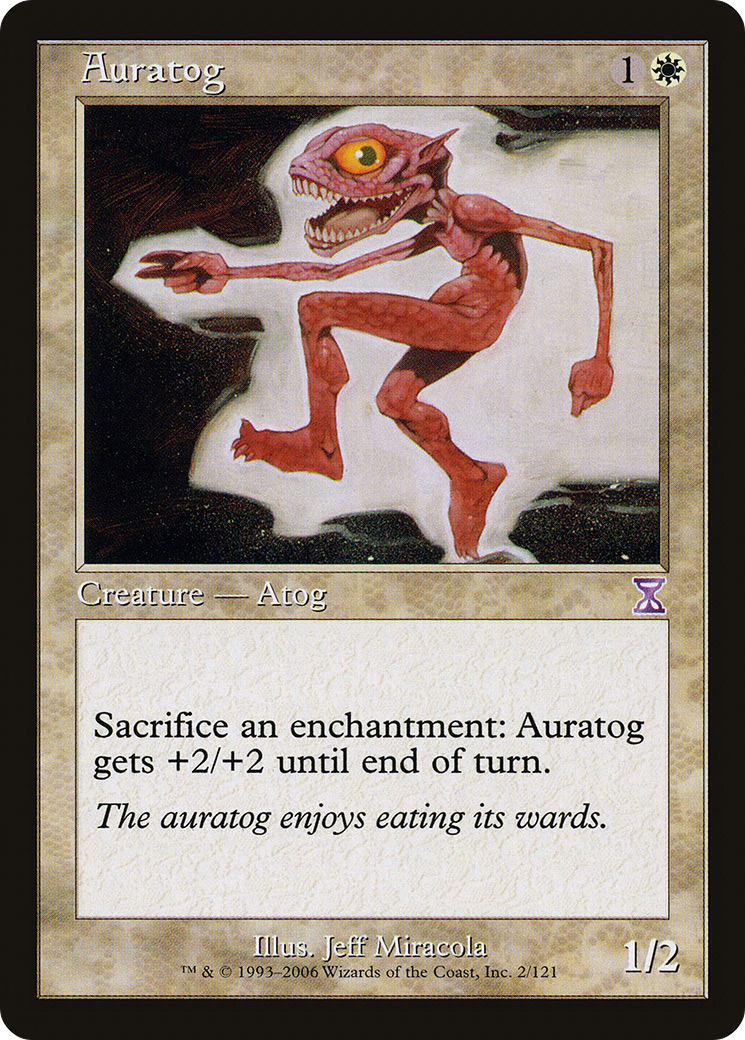 Auratog 1
Creature — Atog
Sacrifice an enchantment: Auratog
gets +2/+2 until end of turn.
The auratog enjoys eating its wards.
Illus. Jeff Miracola
™ & © 1993–2006 Wizards of the Coast, Inc. 2/121
1/2